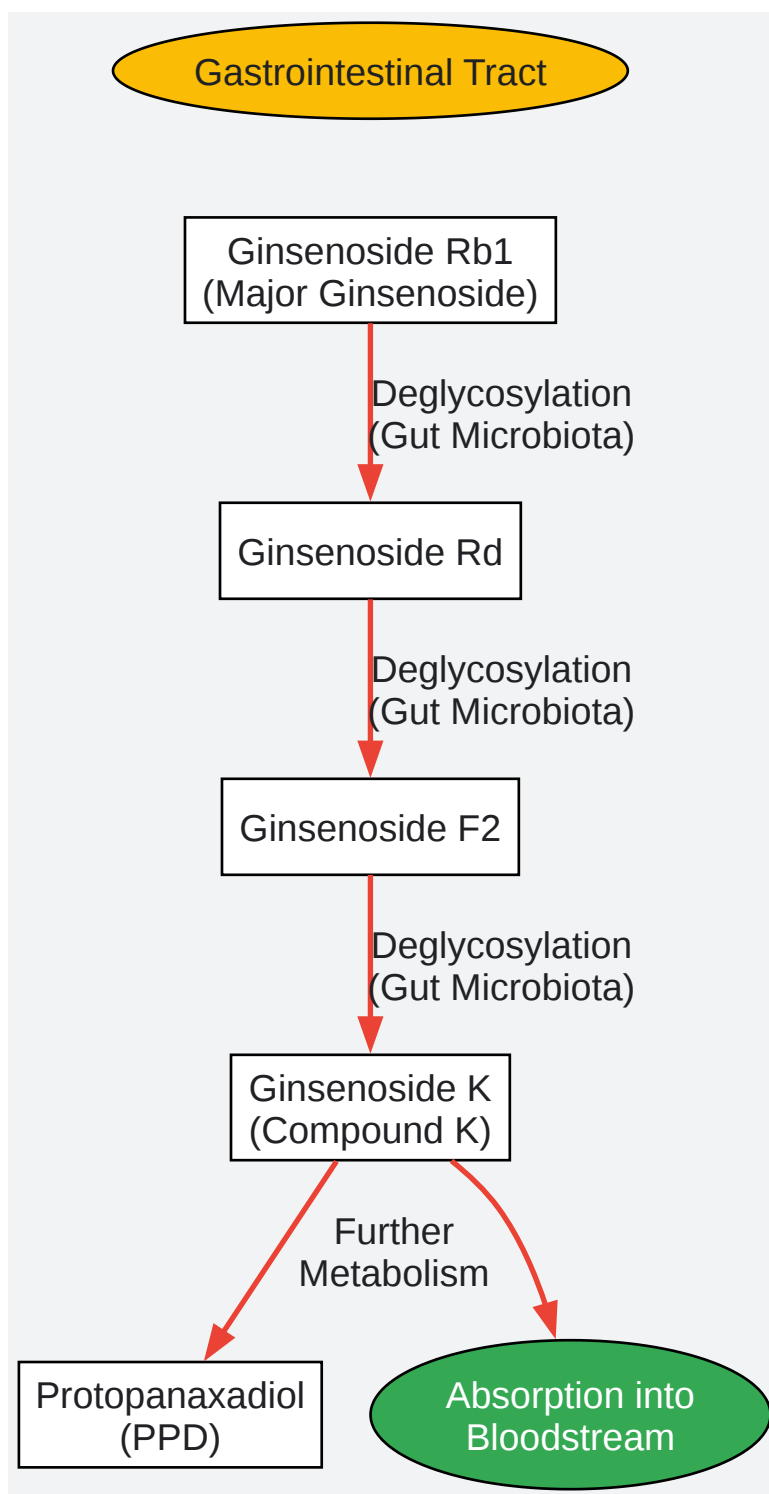 Gastrointestinal Tract
Ginsenoside Rb1
(Major Ginsenoside)
Deglycosylation
(Gut Microbiota)
Ginsenoside Rd
Deglycosylation
(Gut Microbiota)
Ginsenoside F2
Deglycosylation
(Gut Microbiota)
Ginsenoside K
(Compound K)
Further
Metabolism
Protopanaxadiol
(PPD)
Absorption into
Bloodstream